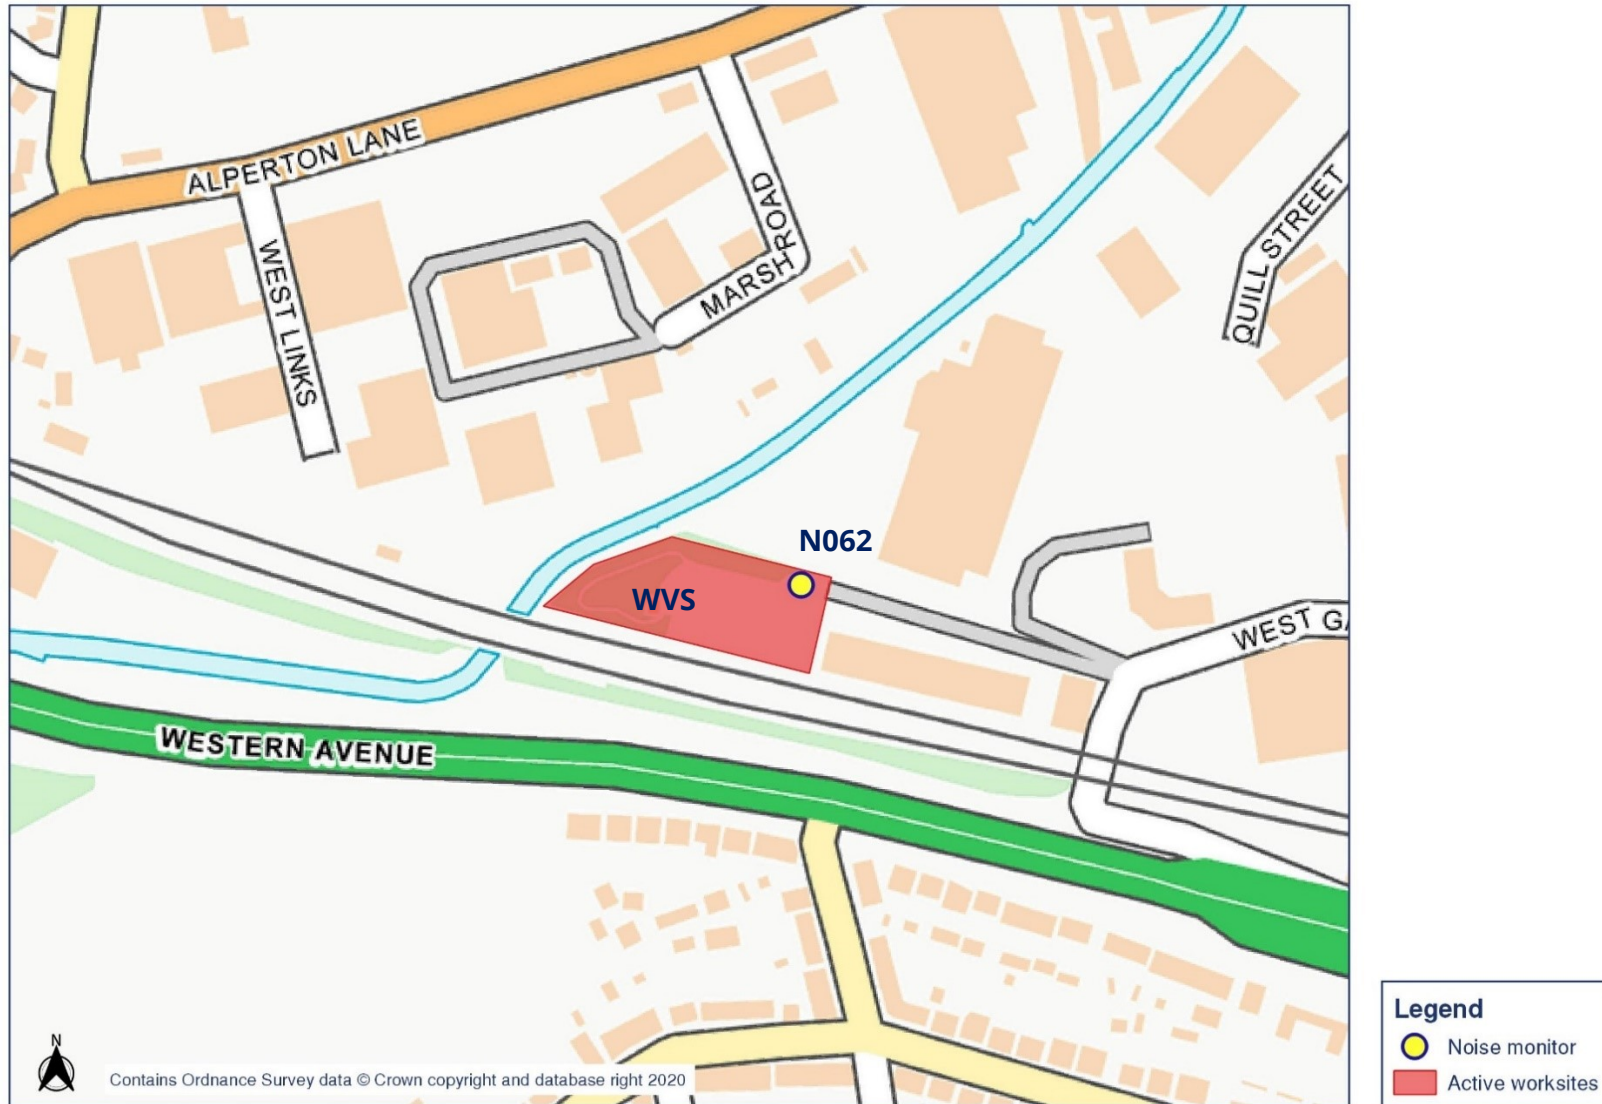 ALPERTON LANE
WEST LINKS
MARSH ROAD
QUILL STREET
N062
WVS
WEST GA
WESTERN AVENUE
N
Contains Ordnance Survey data © Crown copyright and database right 2020
Legend
Noise monitor
Active worksites